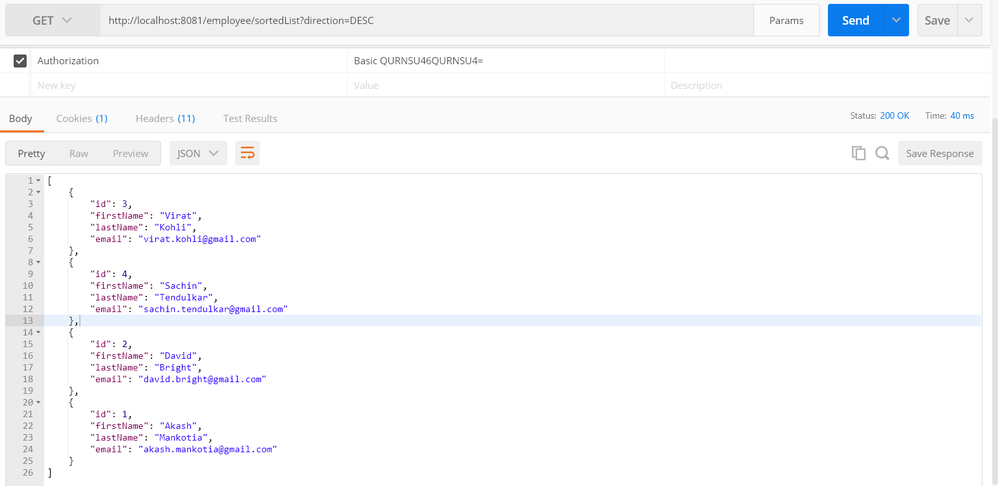 GET http://localhost:8081/employee/sortedList?direction=DESC Params Send Save
Authorization Basic QURNSU46QURNSU4=
New key Value Description
Body Cookies (1) Headers (11) Test Results Status: 200 OK Time: 40 ms
Pretty Raw Preview JSON Save Response
1 [
2 {
3 "id": 3,
4 "firstName": "Virat",
5 "lastName": "Kohli",
6 "email": "virat.kohli@gmail.com"
7 },
8 {
9 "id": 4,
10 "firstName": "Sachin",
11 "lastName": "Tendulkar",
12 "email": "sachin.tendulkar@gmail.com"
13 },
14 {
15 "id": 2,
16 "firstName": "David",
17 "lastName": "Bright",
18 "email": "david.bright@gmail.com"
19 },
20 {
21 "id": 1,
22 "firstName": "Akash",
23 "lastName": "Mankotia",
24 "email": "akash.mankotia@gmail.com"
25 }
26 ]